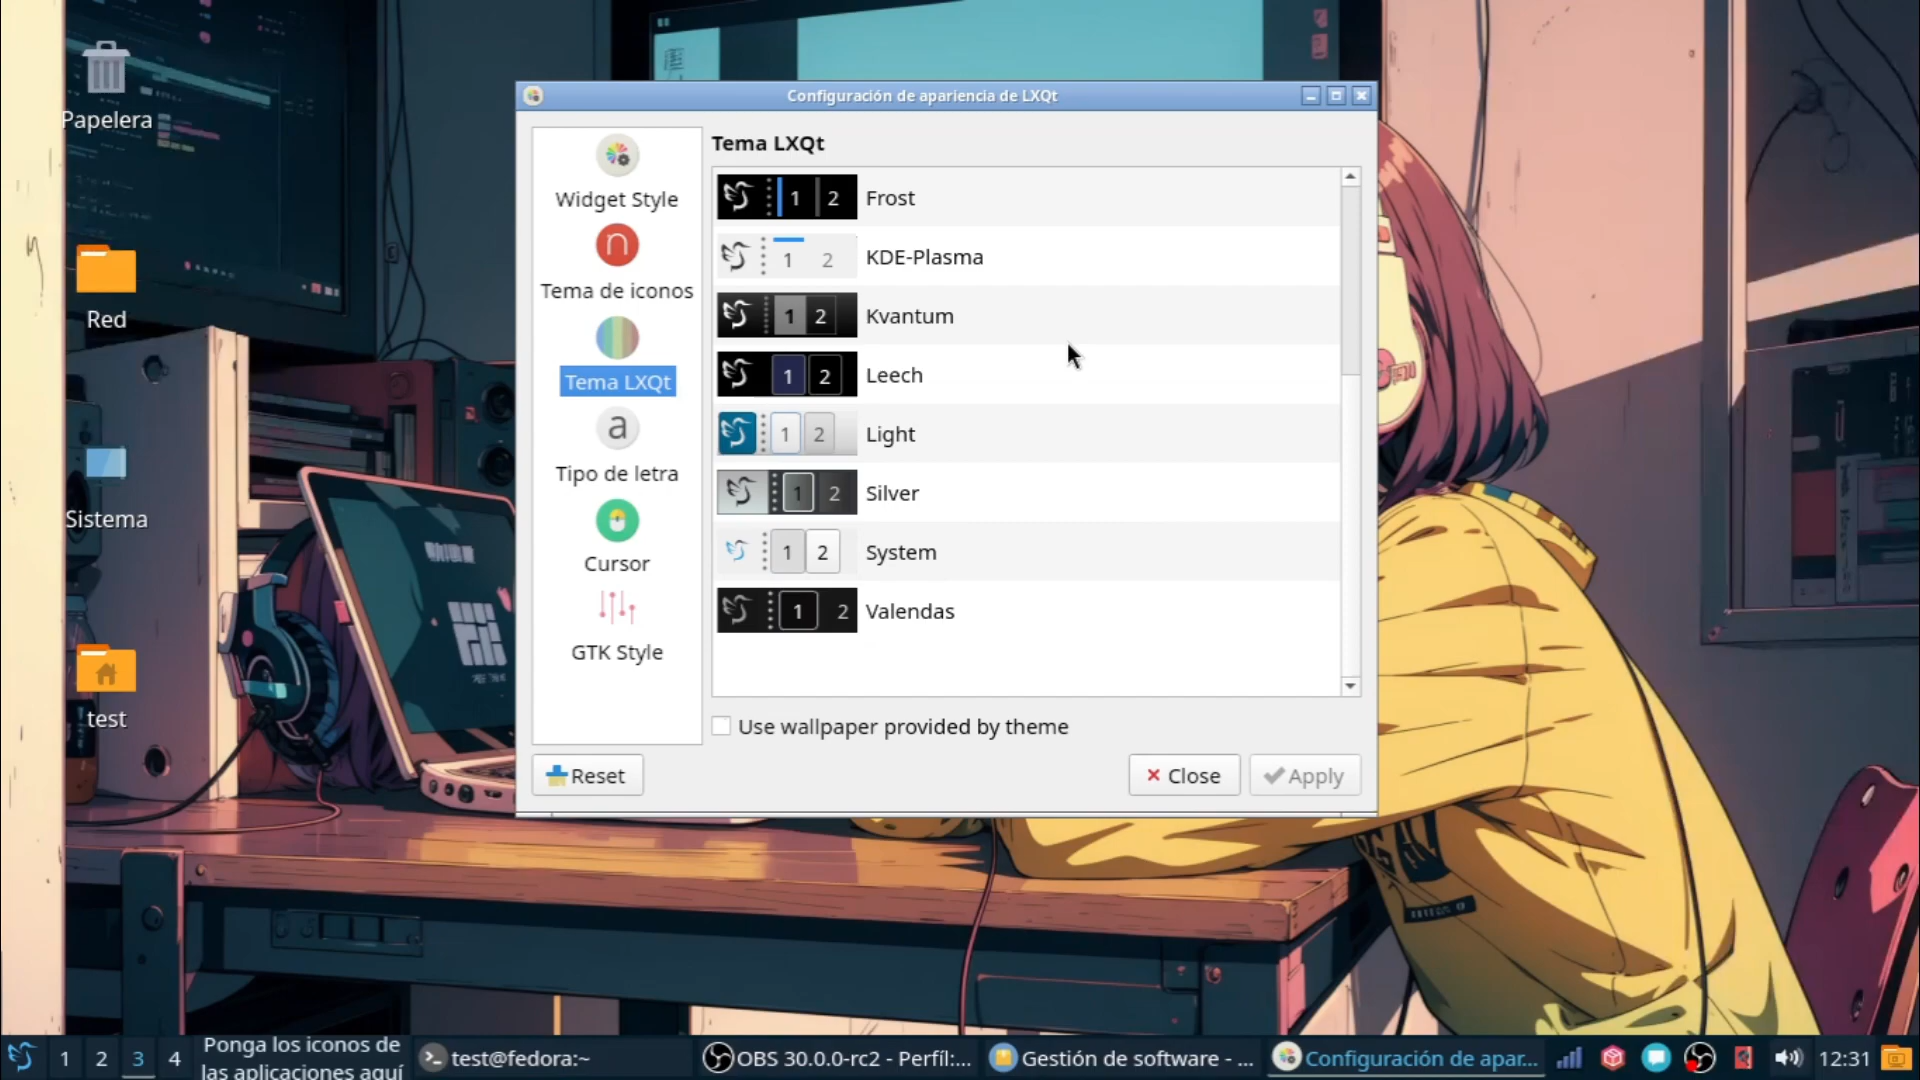 Papelera
Red
Sistema
test
Configuración de apariencia de LXQt
Widget Style
Tema de iconos
Tema LXQt
Tipo de letra
Cursor
GTK Style
Tema LXQt
1 2 Frost
1 2 KDE-Plasma
1 2 Kvantum
1 2 Leech
1 2 Light
1 2 Silver
1 2 System
1 2 Valendas
Use wallpaper provided by theme
Reset
Close
Apply
1 2 3 4
Ponga los iconos de
las aplicaciones aquí
test@fedora:~
OBS 30.0.0-rc2 - Perfíl:...
Gestión de software - ...
Configuración de apar...
12:31